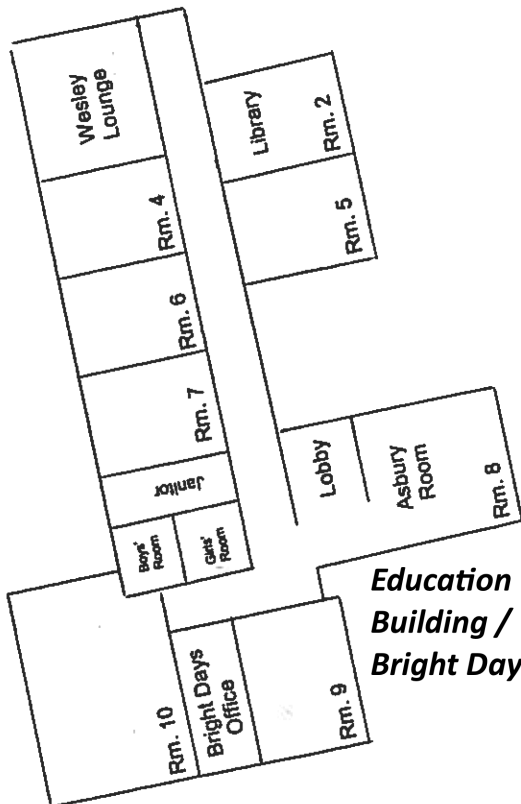 Wesley
Lounge
Library
Rm. 2
Rm. 4
Rm. 5
Rm. 6
Rm. 7
Janitor
Boys'
Room
Girls'
Room
Lobby
Asbury
Room
Rm. 8
Education
Building /
Bright Day
Rm. 10
Bright Days
Office
Rm. 9